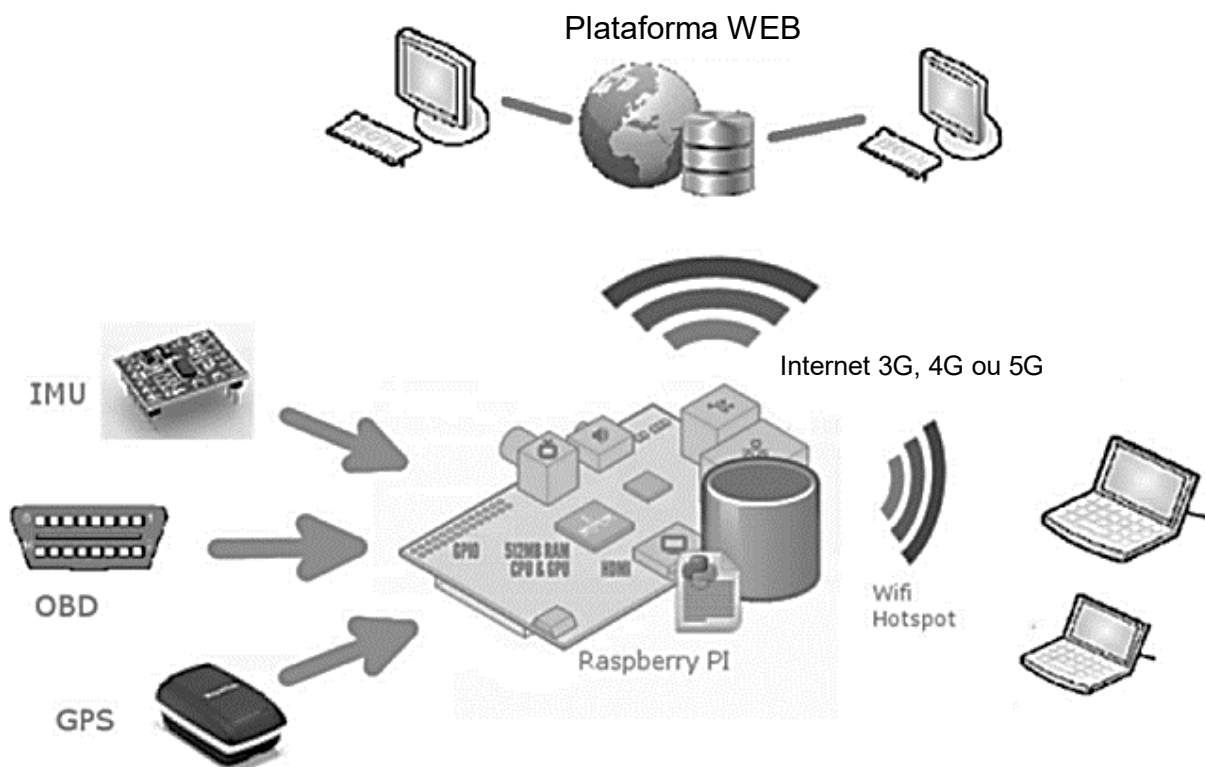 Plataforma WEB
Internet 3G, 4G ou 5G
IMU
OBD
GPS
GPIO
512MB RAM
CPU & GPU
HDMI
Raspberry PI
Wifi
Hotspot